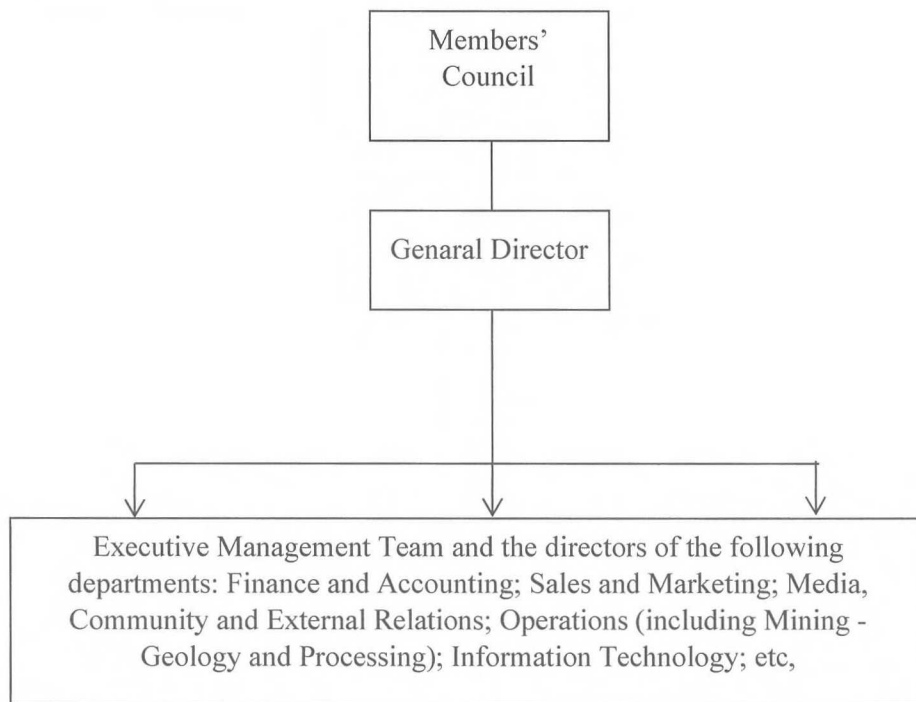 Members’
Council
Genaral Director
Executive Management Team and the directors of the following
departments: Finance and Accounting; Sales and Marketing; Media,
Community and External Relations; Operations (including Mining -
Geology and Processing); Information Technology; etc,